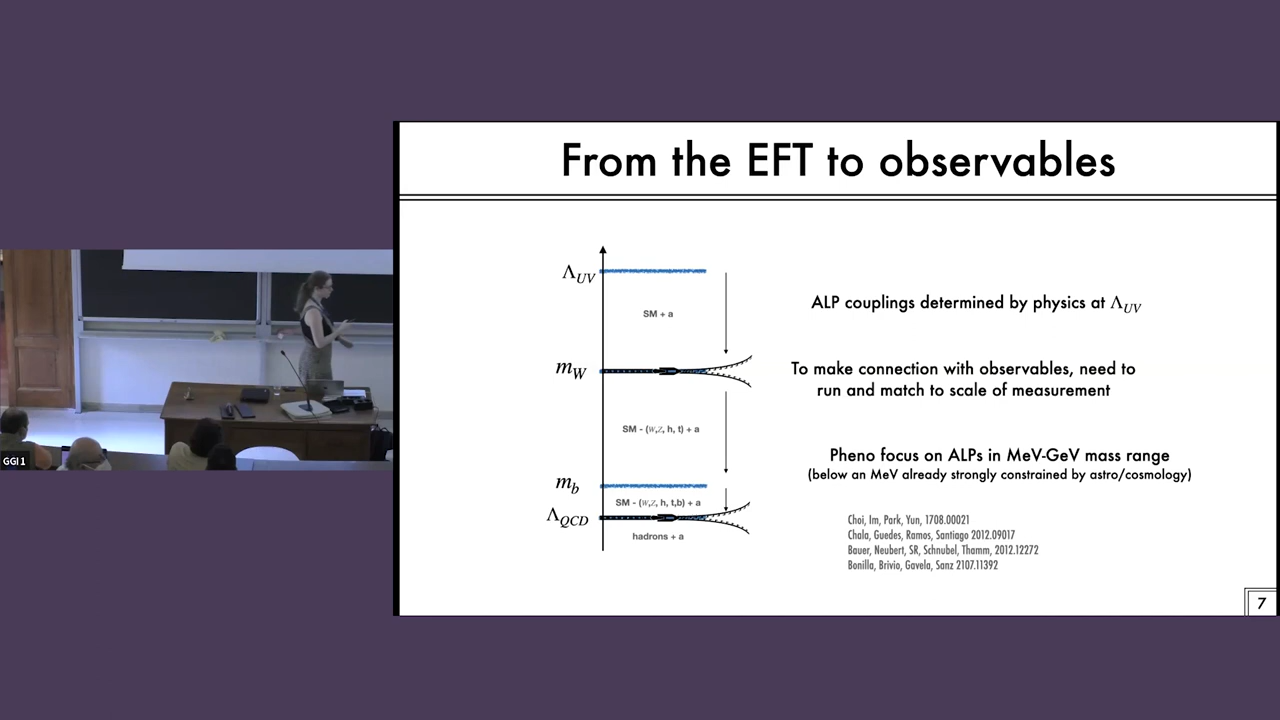 From the EFT to observables
Λ_UV
SM + a
ALP couplings determined by physics at Λ_UV
m_W
To make connection with observables, need to
run and match to scale of measurement
SM - (W,Z, h, t) + a
Pheno focus on ALPs in MeV-GeV mass range
(below an MeV already strongly constrained by astro/cosmology)
m_b
SM - (W,Z, h, t,b) + a
Λ_QCD
hadrons + a
Choi, Im, Park, Yun, 1708.00021
Chala, Guedes, Ramos, Santiago 2012.09017
Bauer, Neubert, SR, Schnubel, Thamm, 2012.12272
Bonilla, Brivio, Gavela, Sanz 2107.11392
7
GGI 1